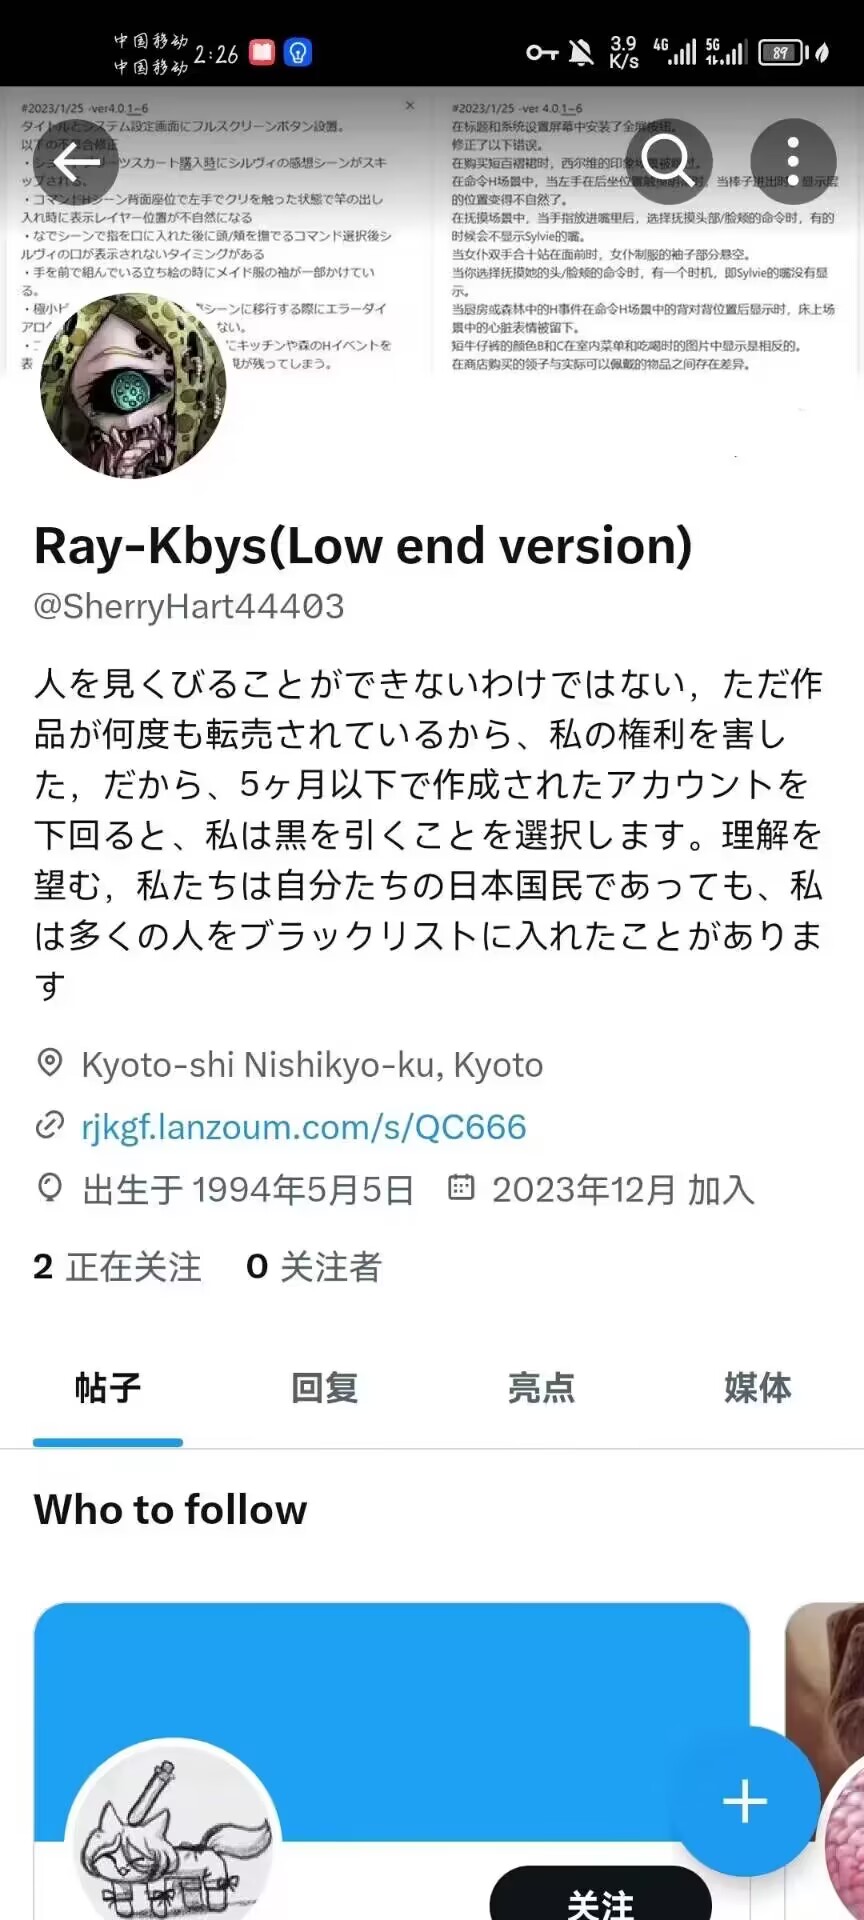 中国移动
中国移动
2:26
3.9
K/s
4G
5G
89
#2023/1/25 -ver4.0.1~6
タイトルとシステム設定画面にフルスクリーンボタン設置。
以下の不具合修正
ツスカート購入時にシルヴィの感想シーンがスキ
ップされる。
・コマンドHシーン背面座位で左手でクリを触った状態で竿の出し
入れ時に表示レイヤー位置が不自然になる
・なでシーンで指を口に入れた後に頭/頬を撫でるコマンド選択後シ
ルヴィの口が表示されないタイミングがある
・手を前で組んでいる立ち絵の時にメイド服の袖が一部かけてい
る。
・極小ビ
シーンに移行する際にエラーダイ
アロ
ない。
にキッチンや森のHイベントを
表
が残ってしまう。
#2023/1/25 -ver 4.0.1~6
在标题和系统设置屏幕中安装了全屏按钮。
修正了以下错误。
在购买短百褶裙时，西尔维的印象
在命令H场景中，当左手在后坐位置
当棒子进出时，显示层
的位置变得不自然了。
在抚摸场景中，当手指放进嘴里后，选择抚摸头部/脸颊的命令时，有的
时候会不显示Sylvie的嘴。
当女仆双手合十站在面前时，女仆制服的袖子部分悬空。
当你选择抚摸她的头/脸颊的命令时，有一个时机，即Sylvie的嘴没有显
示。
当厨房或森林中的H事件在命令H场景中的背对背位置后显示时，床上场
景中的心脏表情被留下。
短牛仔裤的颜色B和C在室内菜单和吃喝时的图片中显示是相反的。
在商店购买的领子与实际可以佩戴的物品之间存在差异。
Ray-Kbys(Low end version)
@SherryHart44403
人を見くびることができないわけではない，ただ作
品が何度も転売されているから、私の権利を害し
た，だから、5ヶ月以下で作成されたアカウントを
下回ると、私は黒を引くことを選択します。理解を
望む，私たちは自分たちの日本国民であっても、私
は多くの人をブラックリストに入れたことがありま
す
Kyoto-shi Nishikyo-ku, Kyoto
rjkgf.lanzoum.com/s/QC666
出生于 1994年5月5日 2023年12月 加入
2 正在关注 0 关注者
帖子 回复 亮点 媒体
Who to follow
关注